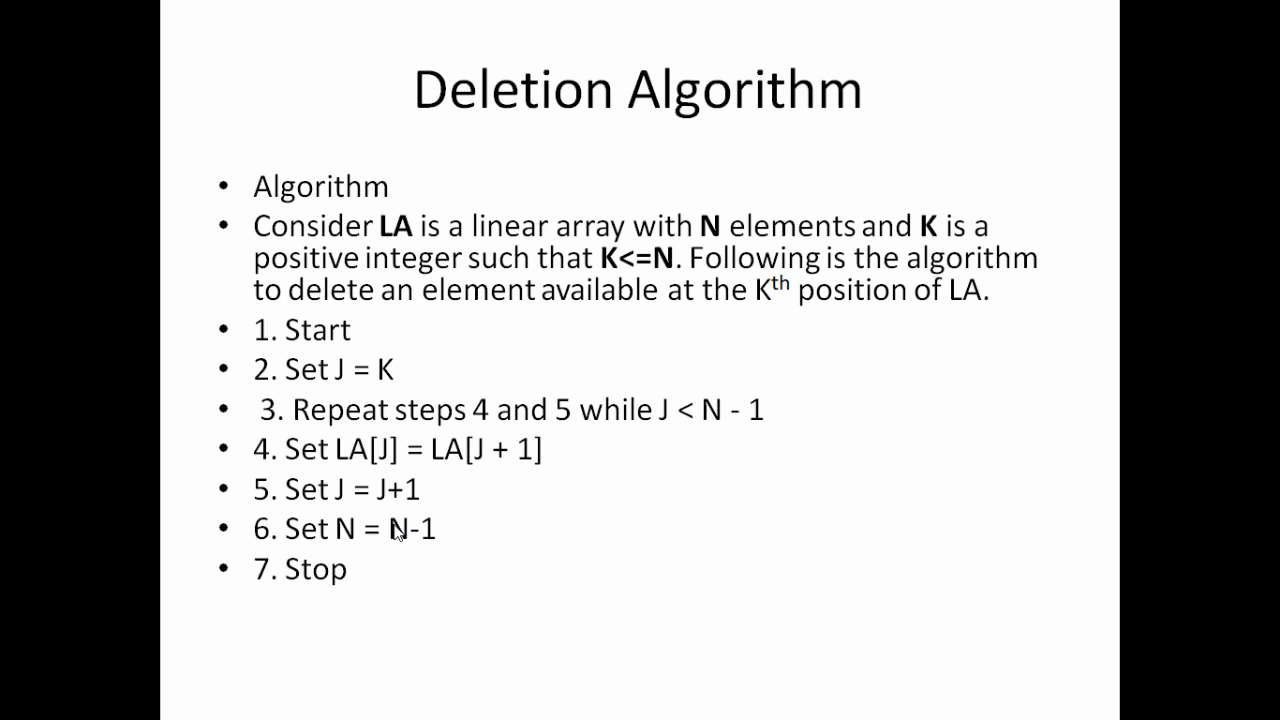 Deletion Algorithm
• Algorithm
• Consider LA is a linear array with N elements and K is a
positive integer such that K<=N. Following is the algorithm
to delete an element available at the Kth position of LA.
• 1. Start
• 2. Set J = K
• 3. Repeat steps 4 and 5 while J < N - 1
• 4. Set LA[J] = LA[J + 1]
• 5. Set J = J+1
• 6. Set N = N-1
• 7. Stop